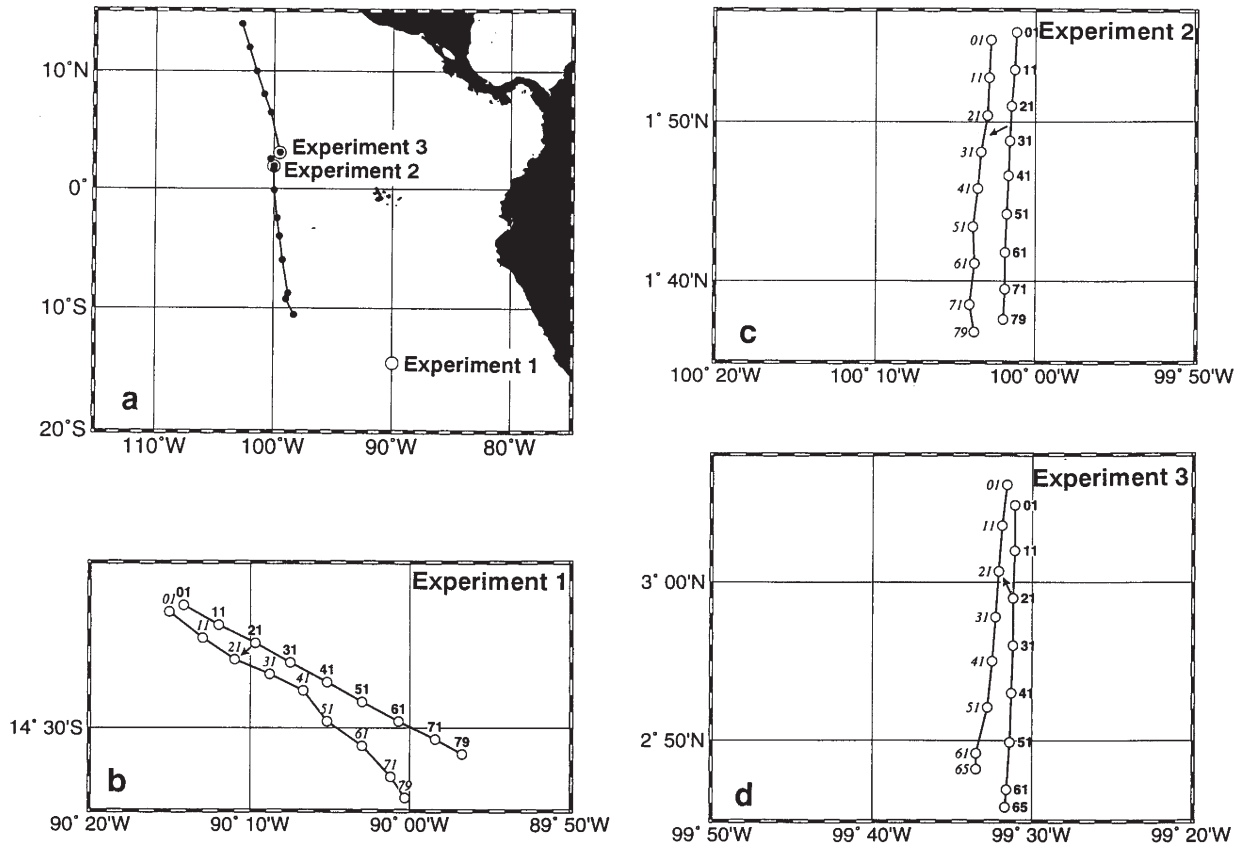 10˚N
0˚
10˚S
20˚S
110˚W
100˚W
90˚W
80˚W
Experiment 3
Experiment 2
Experiment 1
a
Experiment 2
1˚ 50'N
1˚ 40'N
01
11
21
31
41
51
61
71
79
01
11
21
31
41
51
61
71
79
c
100˚ 20'W
100˚ 10'W
100˚ 00'W
99˚ 50'W
Experiment 1
01
11
21
31
41
51
61
71
79
01
11
21
31
41
51
61
71
79
14˚ 30'S
b
90˚ 20'W
90˚ 10'W
90˚ 00'W
89˚ 50'W
Experiment 3
3˚ 00'N
2˚ 50'N
01
11
21
31
41
51
61
65
01
11
21
31
41
51
61
65
d
99˚ 50'W
99˚ 40'W
99˚ 30'W
99˚ 20'W